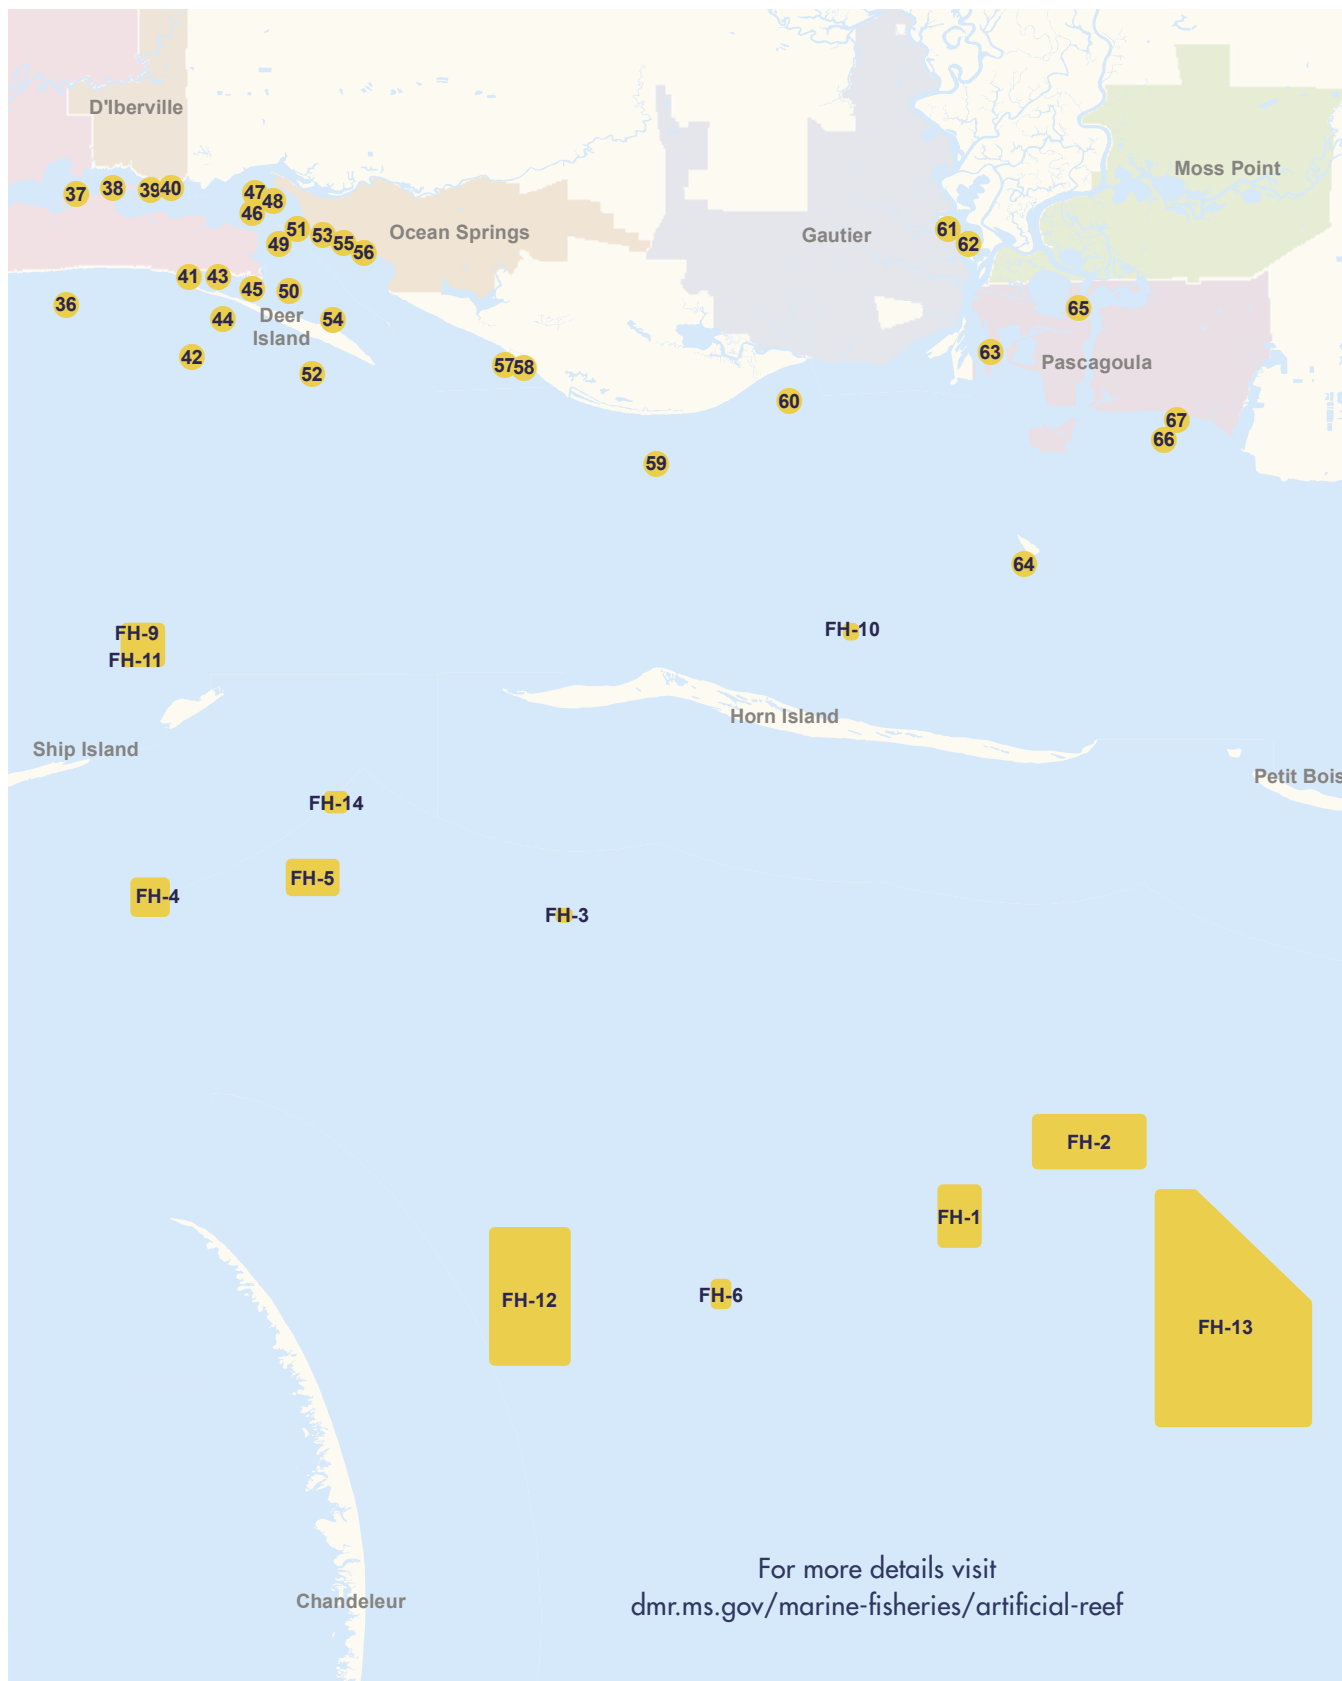 D'Iberville
Moss Point
37
38
39
40
47
48
46
51
53
55
56
49
Ocean Springs
Gautier
61
62
41
43
45
50
36
44
Deer
Island
54
65
42
52
57
58
63
Pascagoula
60
67
66
59
64
FH-9
FH-11
FH-10
Horn Island
Ship Island
Petit Bois
FH-14
FH-5
FH-4
FH-3
FH-2
FH-1
FH-12
FH-6
FH-13
For more details visit
dmr.ms.gov/marine-fisheries/artificial-reef
Chandeleur